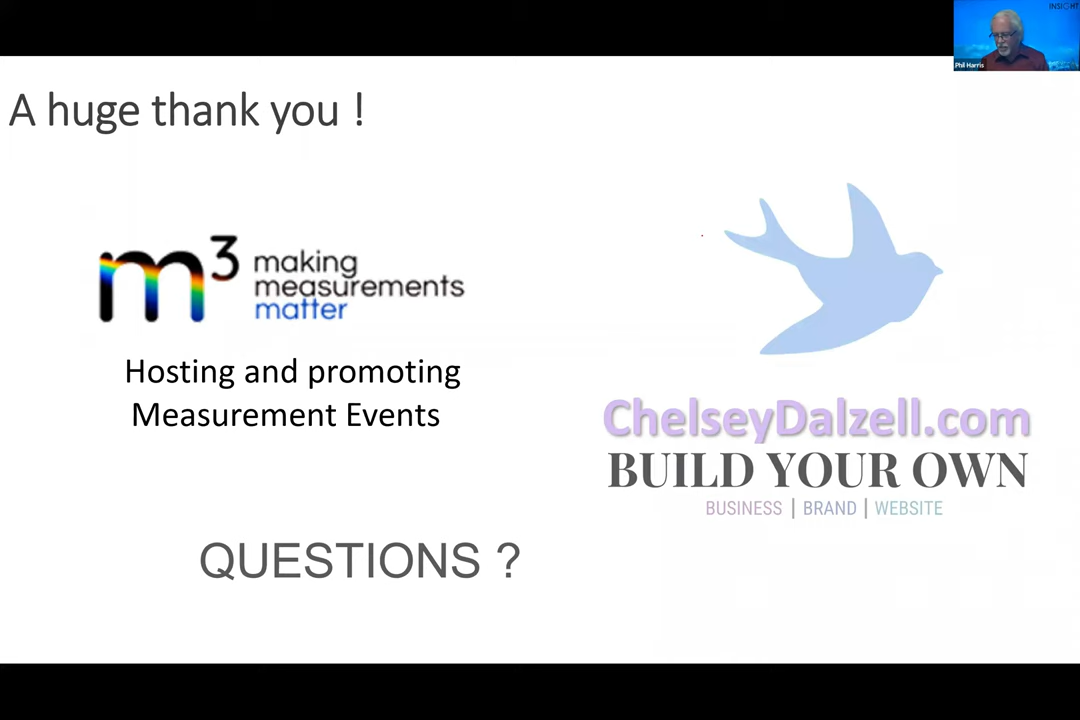 INSIGHT
Phil Harris
A huge thank you !
m3 making
measurements
matter
Hosting and promoting
Measurement Events
ChelseyDalzell.com
BUILD YOUR OWN
BUSINESS | BRAND | WEBSITE
QUESTIONS ?